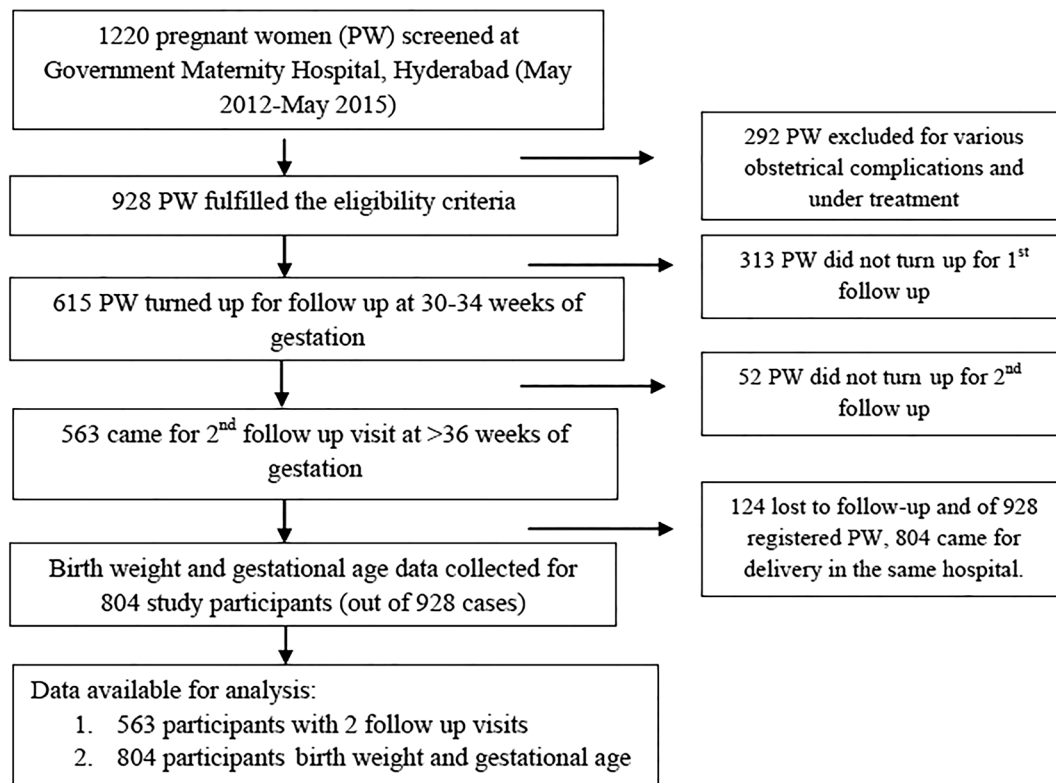 1220 pregnant women (PW) screened at
Government Maternity Hospital, Hyderabad (May
2012-May 2015)
292 PW excluded for various
obstetrical complications and
under treatment
928 PW fulfilled the eligibility criteria
313 PW did not turn up for 1st
follow up
615 PW turned up for follow up at 30-34 weeks of
gestation
52 PW did not turn up for 2nd
follow up
563 came for 2nd follow up visit at >36 weeks of
gestation
124 lost to follow-up and of 928
registered PW, 804 came for
delivery in the same hospital.
Birth weight and gestational age data collected for
804 study participants (out of 928 cases)
Data available for analysis:
1. 563 participants with 2 follow up visits
2. 804 participants birth weight and gestational age